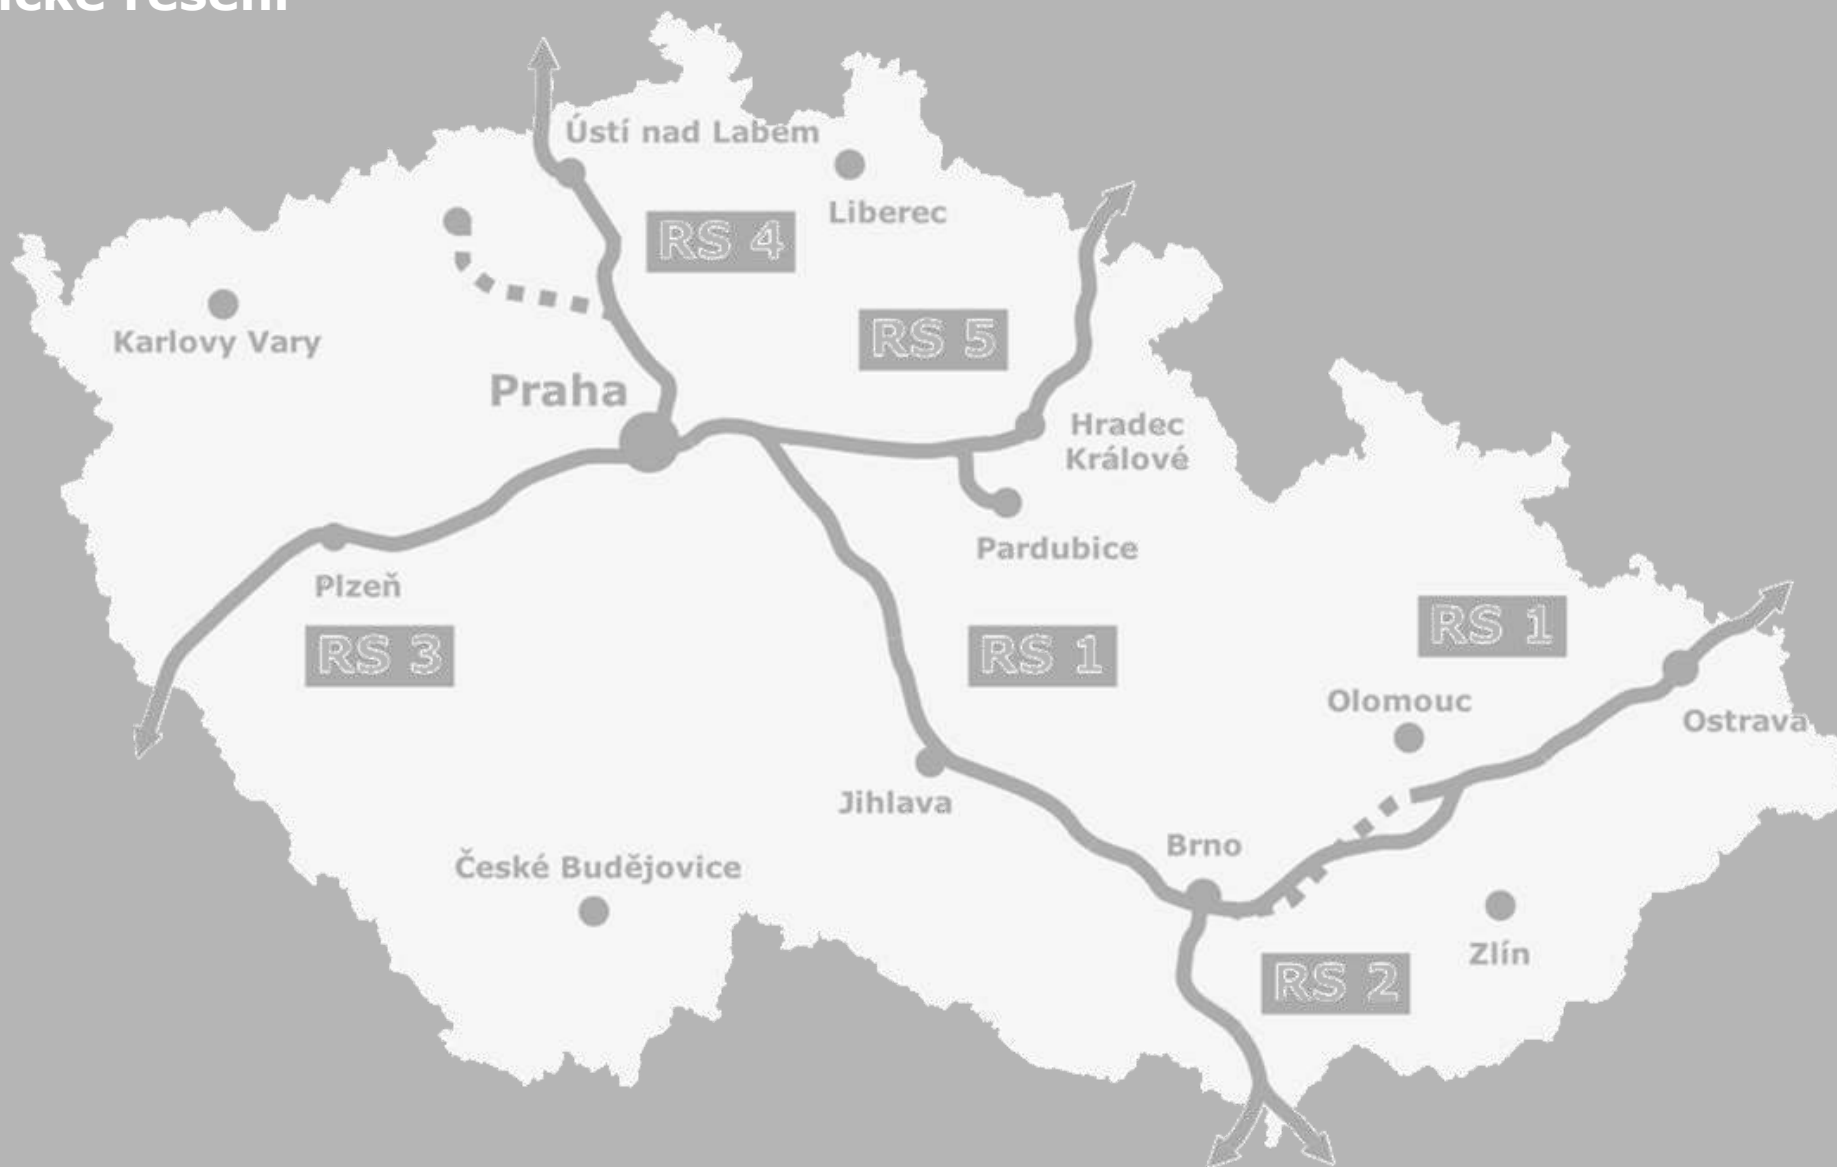 Ústí nad Labem
Liberec
RS 4
Karlovy Vary
RS 5
Praha
Hradec
Králové
Pardubice
Plzeň
RS 3
RS 1
RS 1
Olomouc
Ostrava
Jihlava
Brno
České Budějovice
Zlín
RS 2